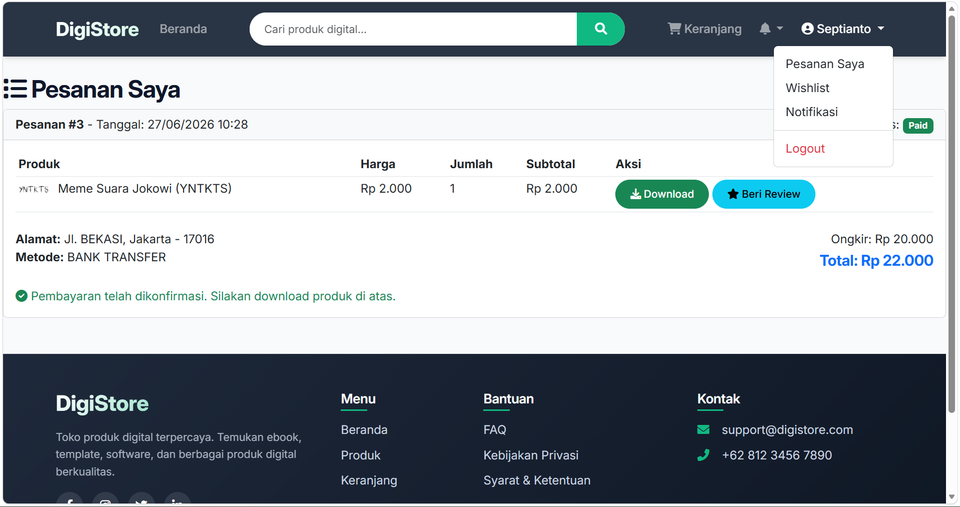 DigiStore Beranda Cari produk digital... Keranjang Septianto
Pesanan Saya
Wishlist
Notifikasi
Logout
Pesanan Saya
Pesanan #3 - Tanggal: 27/06/2026 10:28 s: Paid
Produk Harga Jumlah Subtotal Aksi
YNTKTS Meme Suara Jokowi (YNTKTS) Rp 2.000 1 Rp 2.000 Download Beri Review
Alamat: Jl. BEKASI, Jakarta - 17016 Ongkir: Rp 20.000
Metode: BANK TRANSFER Total: Rp 22.000
Pembayaran telah dikonfirmasi. Silakan download produk di atas.
DigiStore
Toko produk digital terpercaya. Temukan ebook,
template, software, dan berbagai produk digital
berkualitas.
Menu
Beranda
Produk
Keranjang
Bantuan
FAQ
Kebijakan Privasi
Syarat & Ketentuan
Kontak
support@digistore.com
+62 812 3456 7890